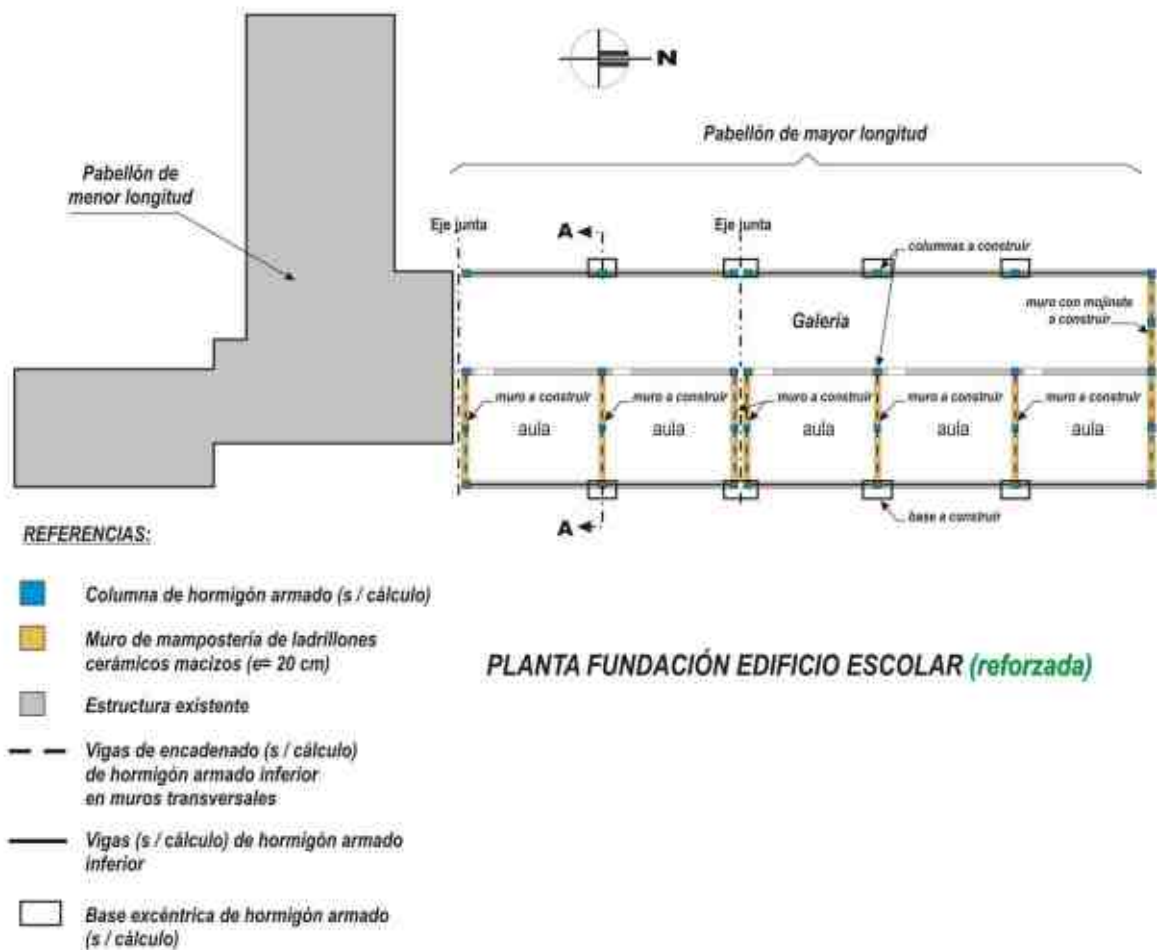 N
Pabellón de mayor longitud
Pabellón de
menor longitud
Eje junta
A
Eje junta
columnas a construir
Galería
muro con mojinete
a construir
muro a construir
muro a construir
muro a construir
muro a construir
muro a construir
aula
aula
aula
aula
aula
A
base a construir
REFERENCIAS:
Columna de hormigón armado (s / cálculo)
Muro de mampostería de ladrillones
cerámicos macizos (e= 20 cm)
PLANTA FUNDACIÓN EDIFICIO ESCOLAR (reforzada)
Estructura existente
Vigas de encadenado (s / cálculo)
de hormigón armado inferior
en muros transversales
Vigas (s / cálculo) de hormigón armado
inferior
Base excéntrica de hormigón armado
(s / cálculo)